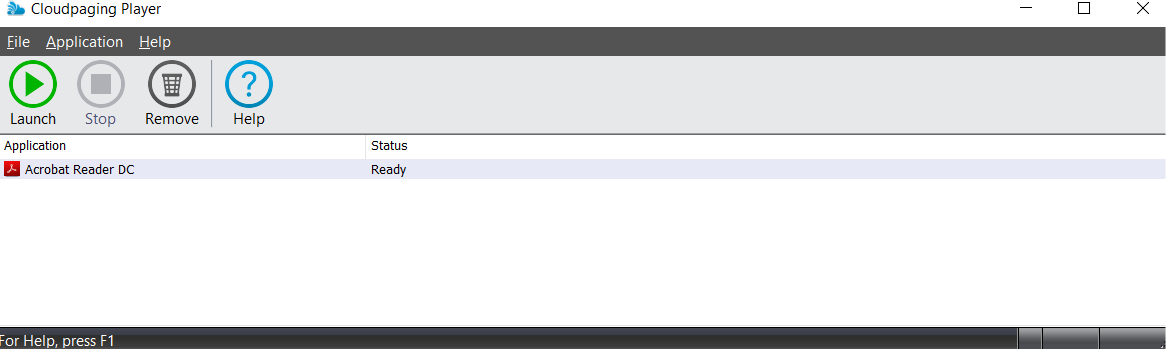 Cloudpaging Player
File Application Help
Launch Stop Remove Help
Application Status
Acrobat Reader DC Ready
For Help, press F1